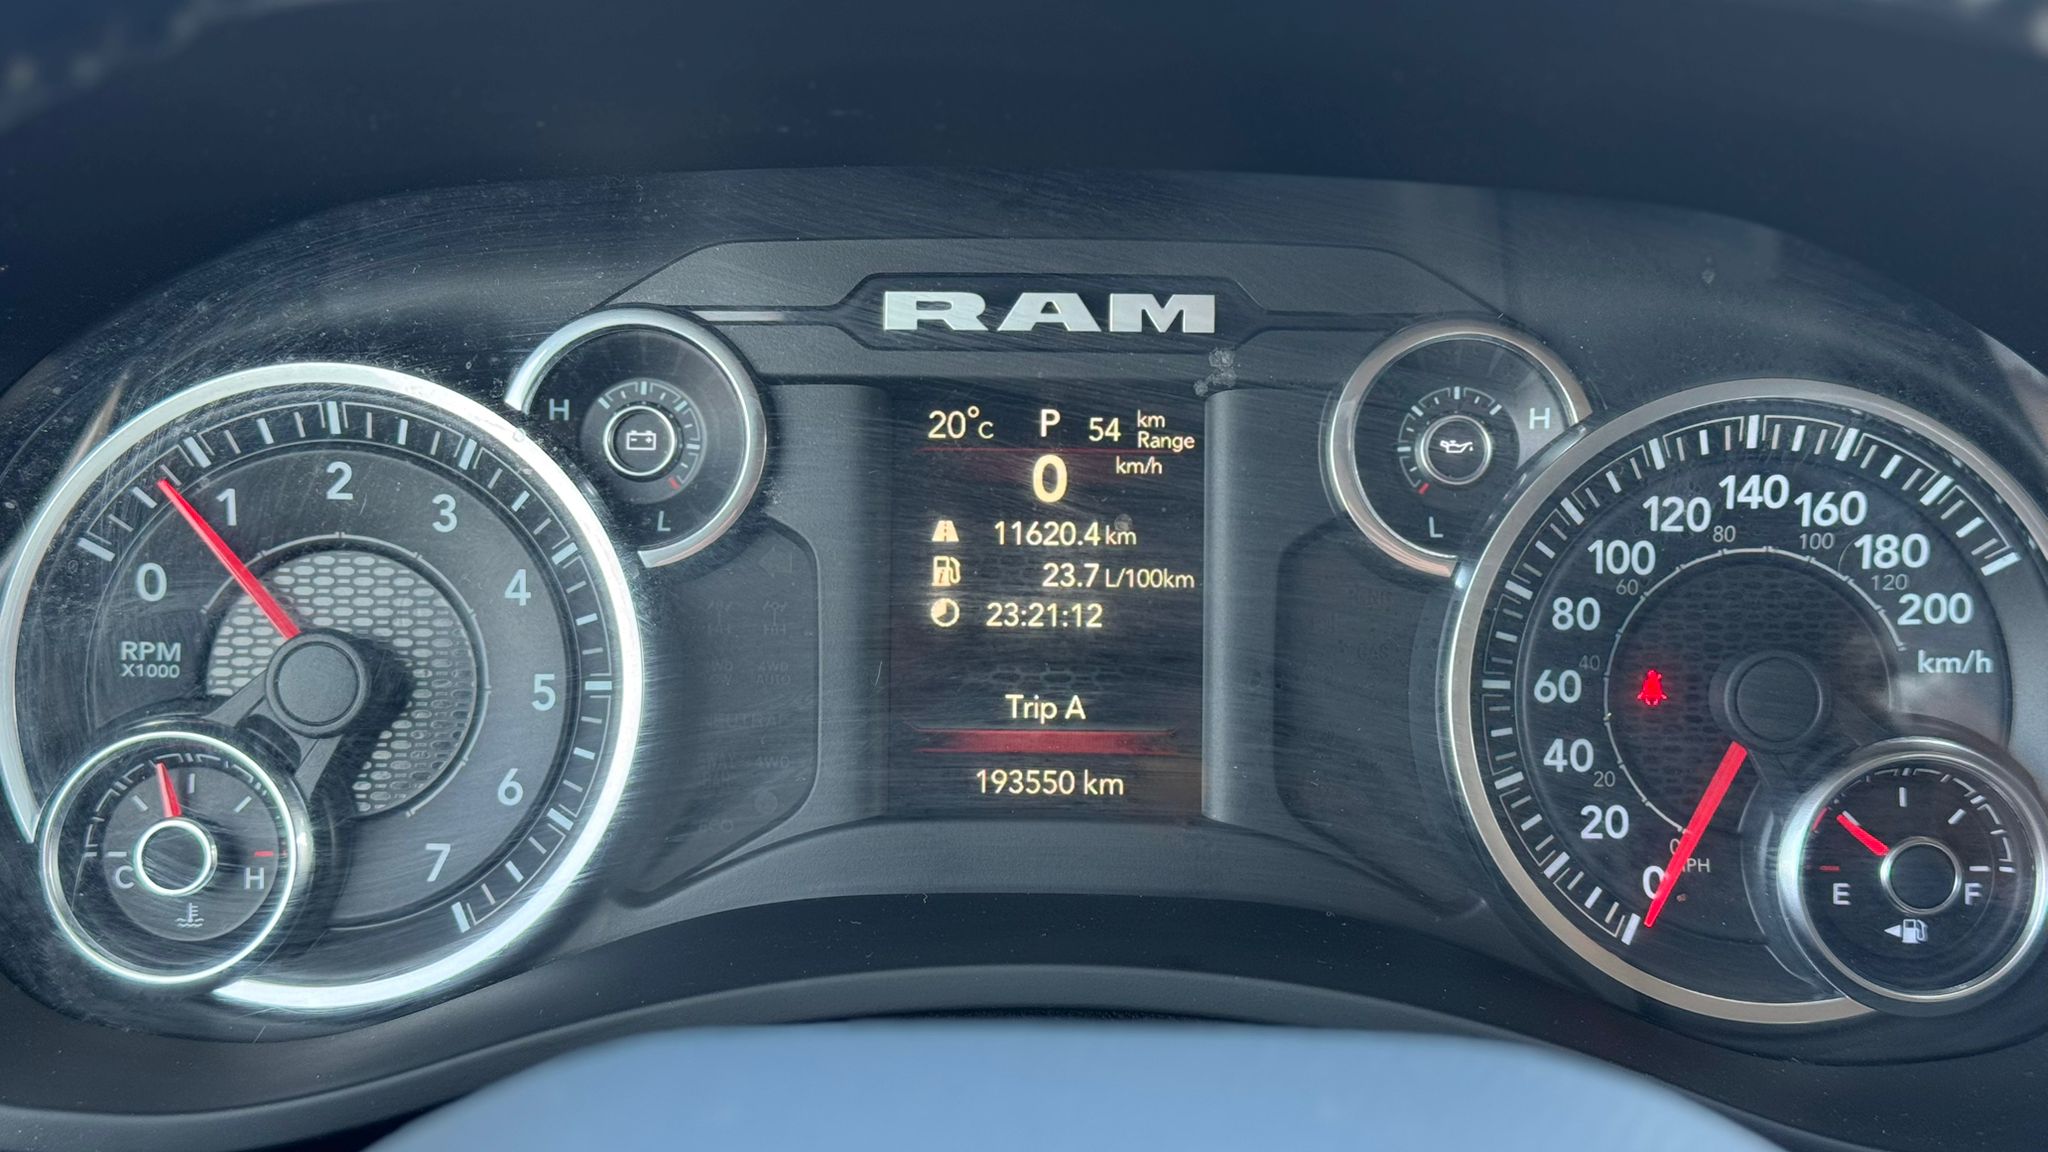 RAM
20°C P 54 km Range
0 km/h
11620.4 km
23.7 L/100km
23:21:12
Trip A
193550 km
0 1 2 3 4 5 6 7
RPM
X1000
C H
H
L
H
L
0 20 40 60 80 100 120 140 160 180 200
km/h
0 20 40 60 80 100 120
MPH
E F